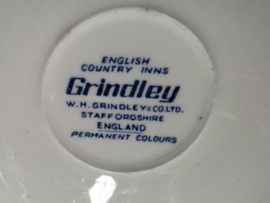 ENGLISH
COUNTRY INNS
Grindley
W.H. GRINDLEY & CO. LTD.
STAFFORDSHIRE
ENGLAND
PERMANENT COLOURS